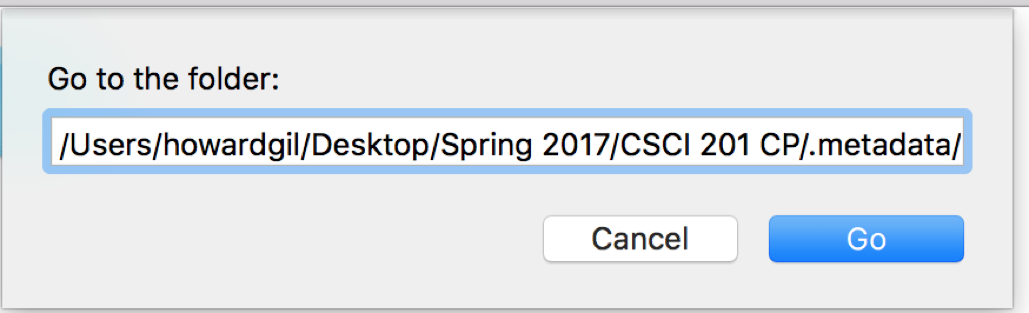 Go to the folder:
/Users/howardgil/Desktop/Spring 2017/CSCI 201 CP/.metadata/
Cancel
Go